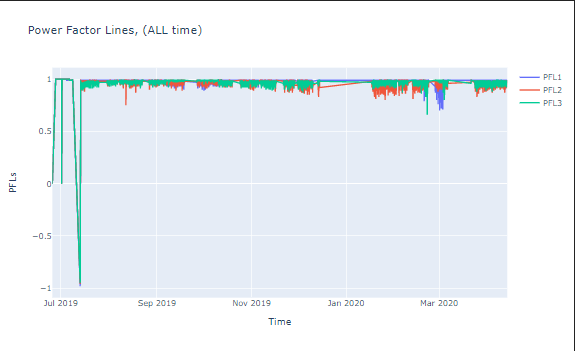 Power Factor Lines, (ALL time)
PFL1
PFL2
PFL3
1
0.5
0
−0.5
−1
PFLs
Jul 2019
Sep 2019
Nov 2019
Jan 2020
Mar 2020
Time